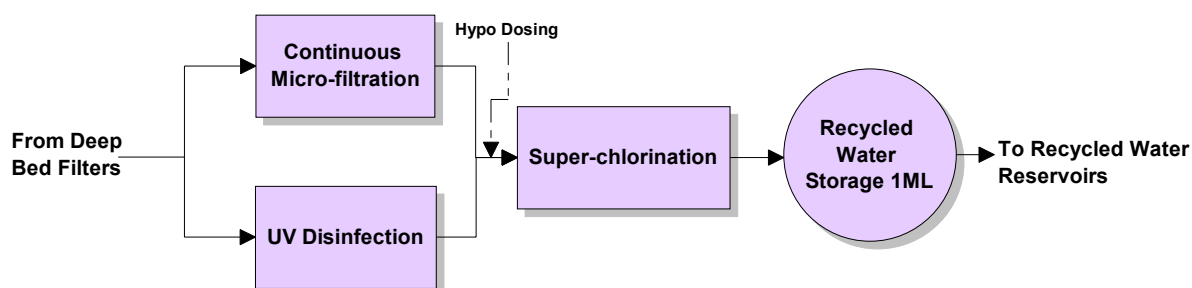 Hypo Dosing
Continuous
Micro-filtration
From Deep
Bed Filters
Super-chlorination
Recycled
Water
Storage 1ML
To Recycled Water
Reservoirs
UV Disinfection